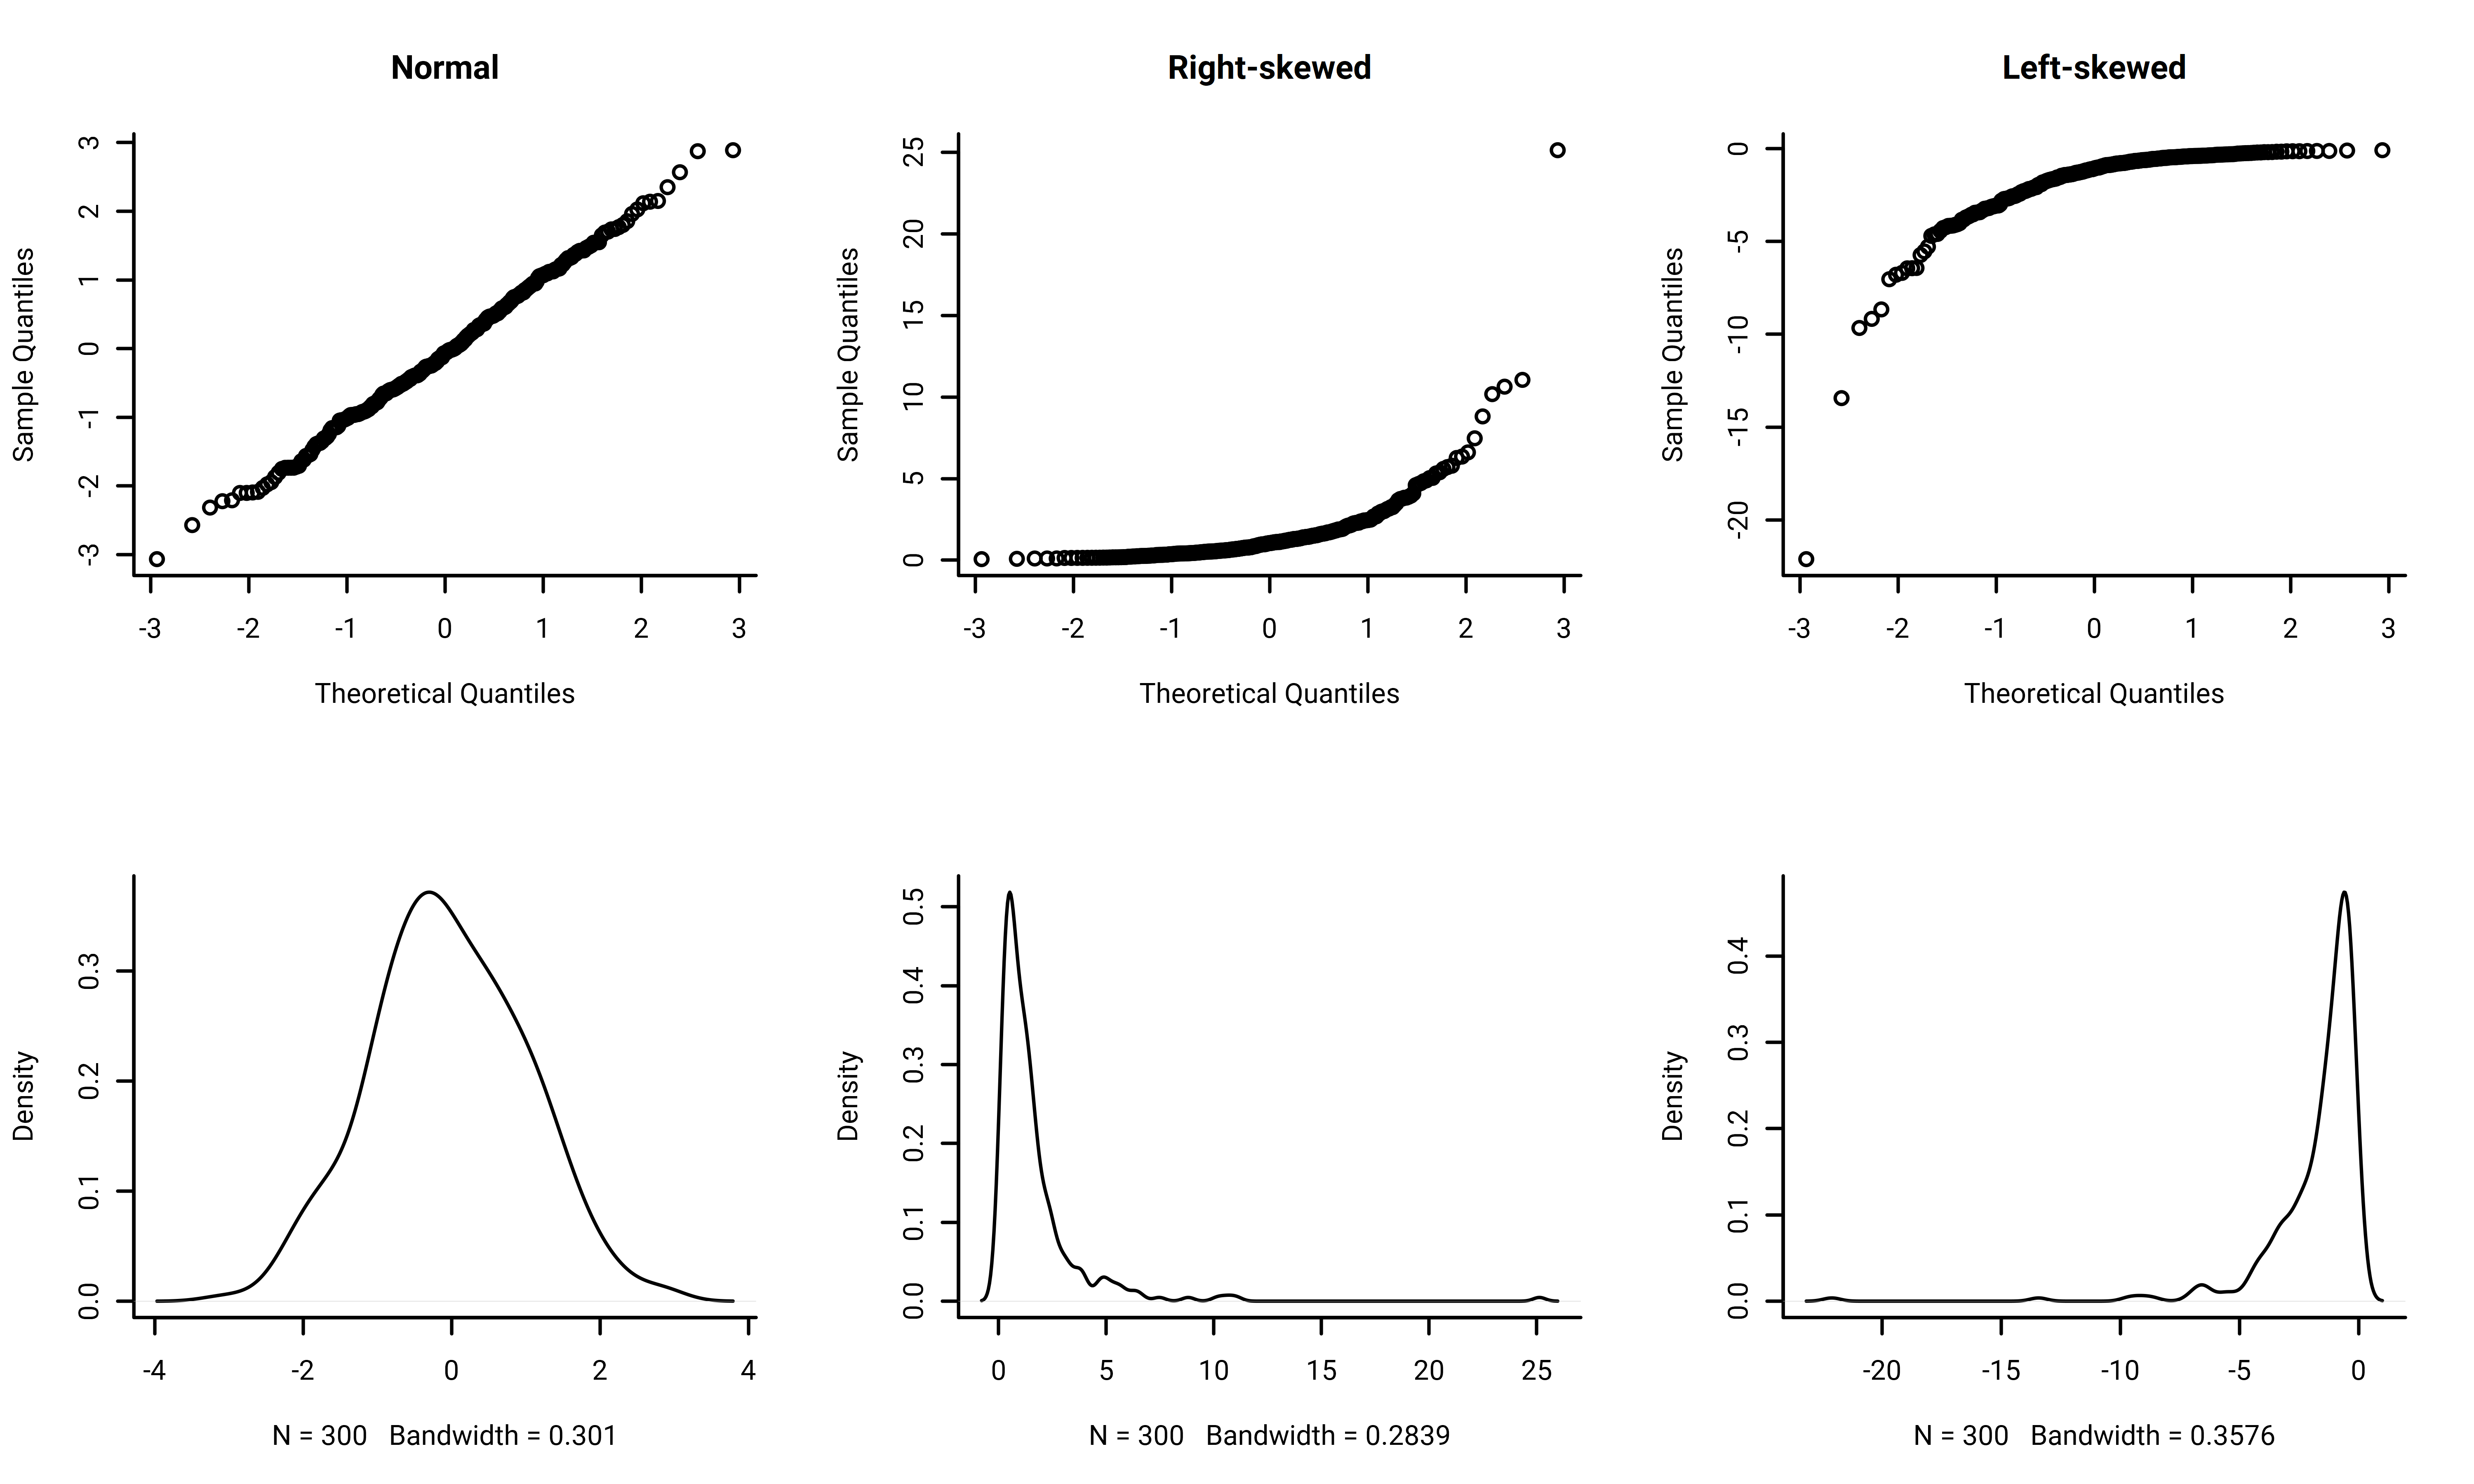 Normal
Right-skewed
Left-skewed
3
2
1
0
-1
-2
-3
Sample Quantiles
-3 -2 -1 0 1 2 3
Theoretical Quantiles
25
20
15
10
5
0
Sample Quantiles
-3 -2 -1 0 1 2 3
Theoretical Quantiles
0
-5
-10
-15
-20
Sample Quantiles
-3 -2 -1 0 1 2 3
Theoretical Quantiles
0.3
0.2
0.1
0.0
Density
-4 -2 0 2 4
N = 300 Bandwidth = 0.301
0.5
0.4
0.3
0.2
0.1
0.0
Density
0 5 10 15 20 25
N = 300 Bandwidth = 0.2839
0.4
0.3
0.2
0.1
0.0
Density
-20 -15 -10 -5 0
N = 300 Bandwidth = 0.3576